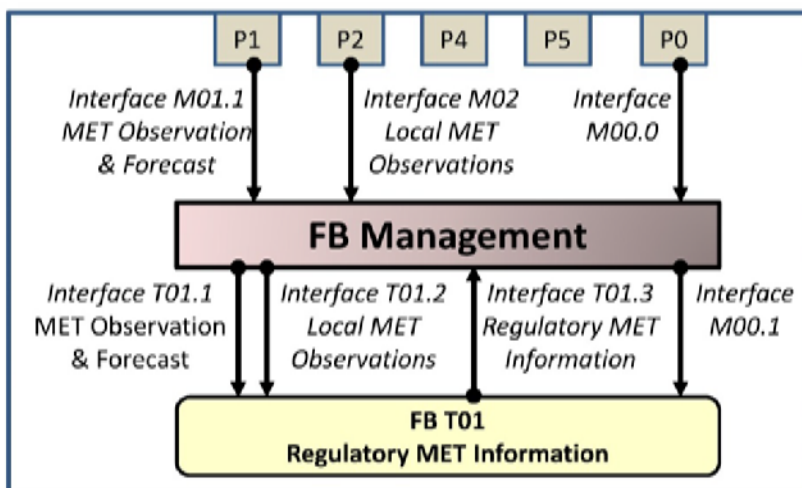 P1
P2
P4
P5
P0
Interface M01.1
MET Observation
& Forecast
Interface M02
Local MET
Observations
Interface
M00.0
FB Management
Interface T01.1
MET Observation
& Forecast
Interface T01.2
Local MET
Observations
Interface T01.3
Regulatory MET
Information
Interface
M00.1
FB T01
Regulatory MET Information